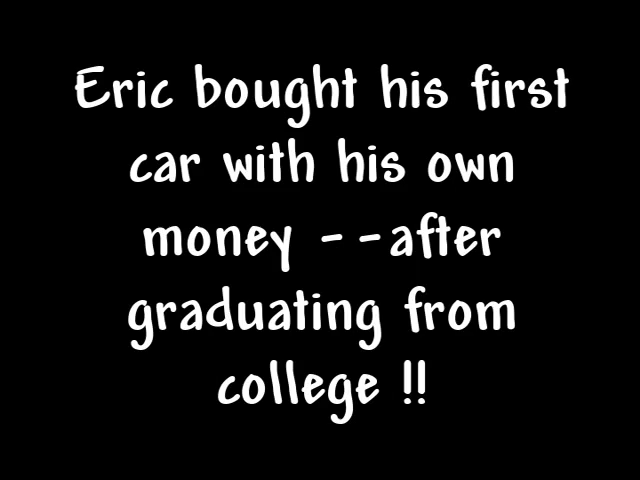 Eric bought his first
car with his own
money --after
graduating from
college !!